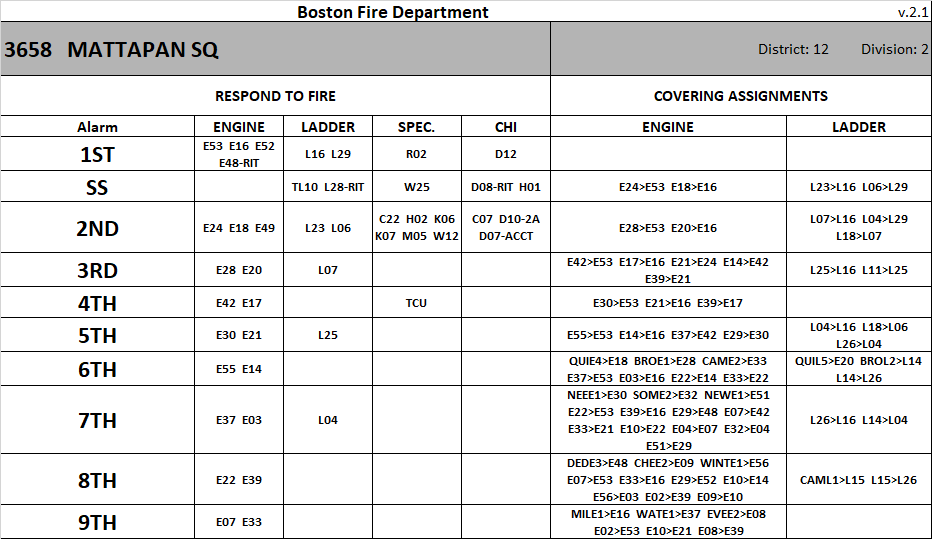 Boston Fire Department v.2.1
3658 MATTAPAN SQ District: 12 Division: 2
RESPOND TO FIRE COVERING ASSIGNMENTS
Alarm ENGINE LADDER SPEC. CHI ENGINE LADDER
1ST E53 E16 E52 E48-RIT L16 L29 R02 D12
SS TL10 L28-RIT W25 D08-RIT H01 E24>E53 E18>E16 L23>L16 L06>L29
2ND E24 E18 E49 L23 L06 C22 H02 K06 K07 M05 W12 C07 D10-2A D07-ACCT E28>E53 E20>E16 L07>L16 L04>L29 L18>L07
3RD E28 E20 L07 E42>E53 E17>E16 E21>E24 E14>E42 E39>E21 L25>L16 L11>L25
4TH E42 E17 TCU E30>E53 E21>E16 E39>E17
5TH E30 E21 L25 E55>E53 E14>E16 E37>E42 E29>E30 L04>L16 L18>L06 L26>L04
6TH E55 E14 QUIE4>E18 BROE1>E28 CAME2>E33 E37>E53 E03>E16 E22>E14 E33>E22 QUIL5>E20 BROL2>L14 L14>L26
7TH E37 E03 L04 NEEE1>E30 SOME2>E32 NEWE1>E51 E22>E53 E39>E16 E29>E48 E07>E42 E33>E21 E10>E22 E04>E07 E32>E04 E51>E29 L26>L16 L14>L04
8TH E22 E39 DEDE3>E48 CHEE2>E09 WINTE1>E56 E07>E53 E33>E16 E29>E52 E10>E14 E56>E03 E02>E39 E09>E10 CAML1>L15 L15>L26
9TH E07 E33 MILE1>E16 WATE1>E37 EVEE2>E08 E02>E53 E10>E21 E08>E39